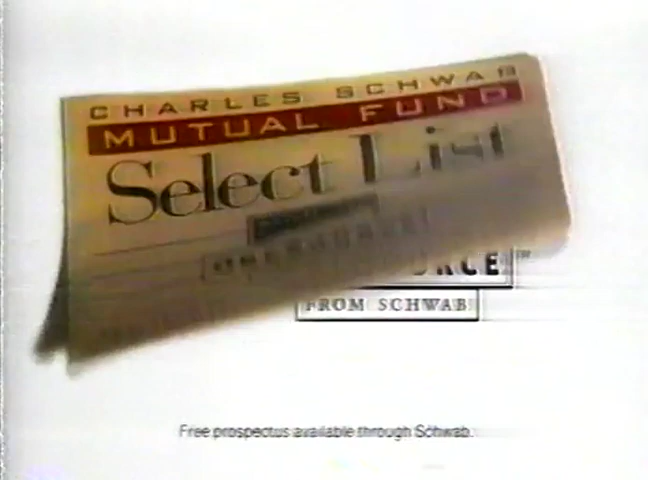 CHARLES SCHWAB
MUTUAL FUND
Select List
FROM SCHWAB
Free prospectus available through Schwab.